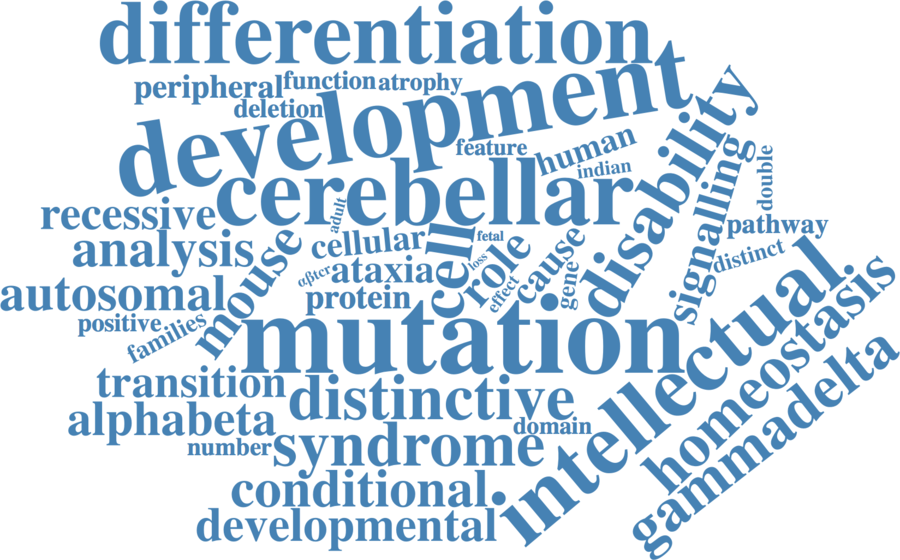 differentiation
peripheral
function
atrophy
deletion
development
feature
human
indian
disability
double
cerebellar
recessive
adult
signalling
pathway
analysis
cellular
cell
fetal
role
cause
distinct
mouse
αβtcr
ataxia
loss
effect
gene
autosomal
protein
positive
families
mutation
intellectual
homeostasis
gammadelta
transition
distinctive
alphabeta
domain
number
syndrome
conditional
developmental